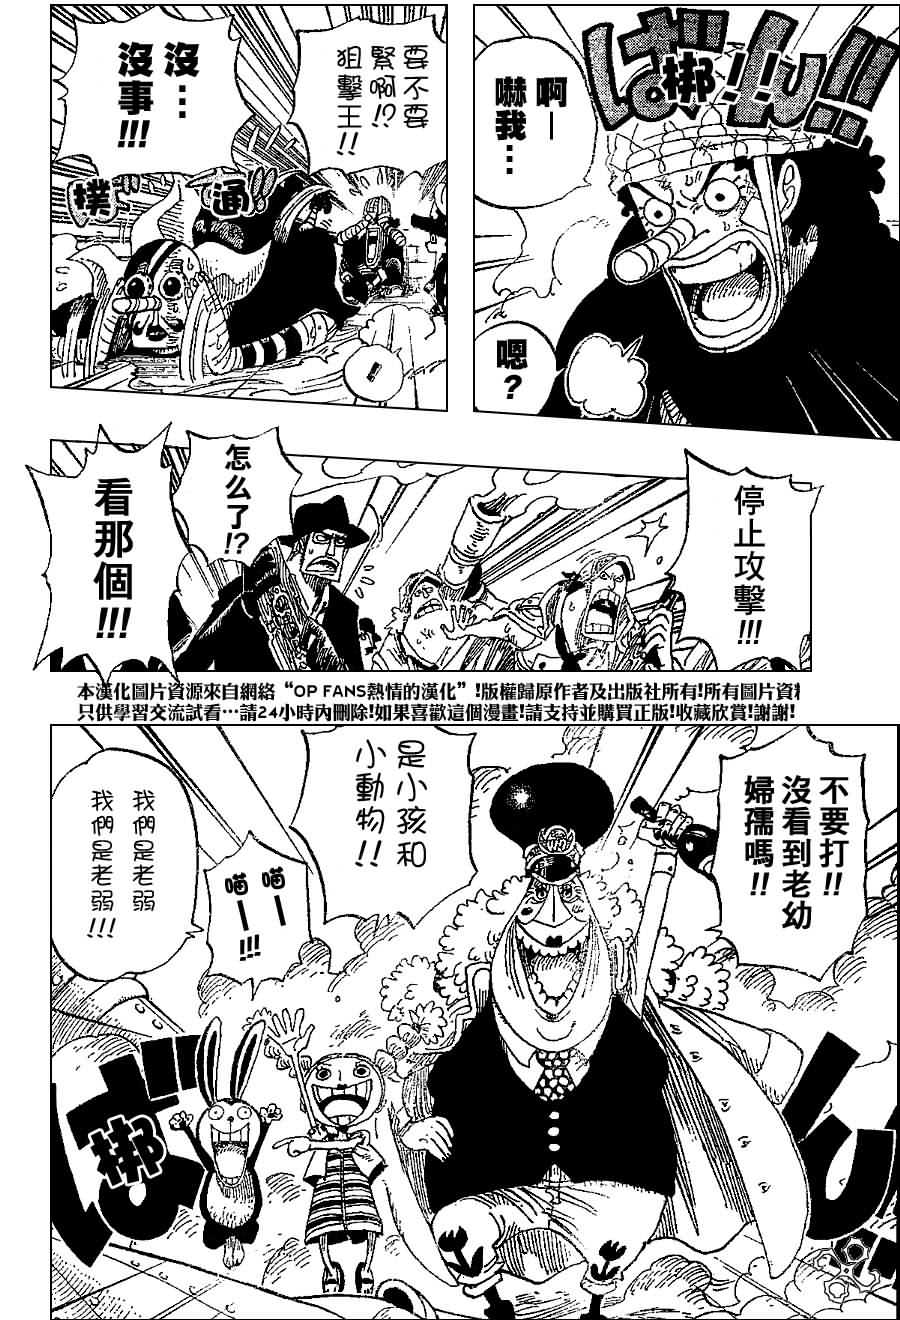 ばんっ!!
梆!!
啊—
嚇我…
嗯?
要不要
緊啊!?
狙擊王!!
沒…
沒事!!!
撲
通!!!
…
停止攻擊!!!
怎么了!?
看那個!!!
本漢化圖片資源來自網絡“OP FANS熱情的漢化”!版權歸原作者及出版社所有!所有圖片資料
只供學習交流試看…請24小時內刪除!如果喜歡這個漫畫!請支持並購買正版!收藏欣賞!謝謝!
不要打!!
沒看到老幼
婦孺嗎!!
是小孩和
小動物!!
喵—
喵—!!!
我們是老弱
我們是老弱!!!
梆